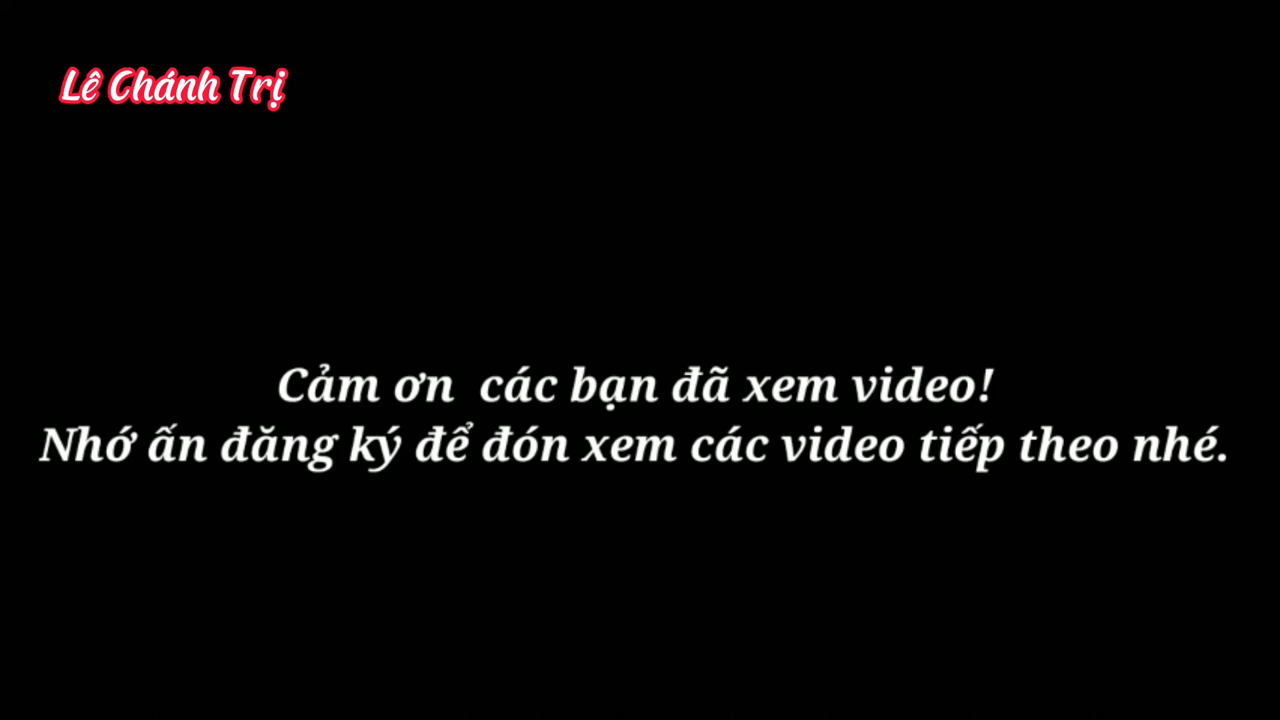 Lê Chánh Trị
Cảm ơn  các bạn đã xem video!
Nhớ ấn đăng ký để đón xem các video tiếp theo nhé.